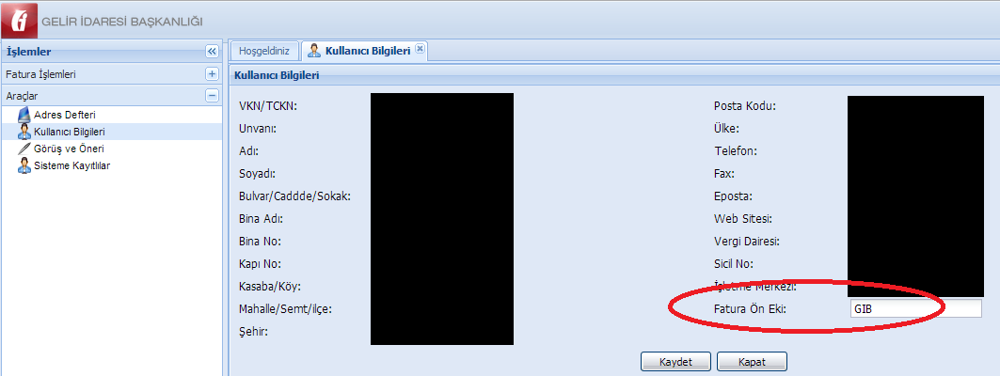 GELİR İDARESİ BAŞKANLIĞI
İşlemler
Fatura İşlemleri
Araçlar
Adres Defteri
Kullanıcı Bilgileri
Görüş ve Öneri
Sisteme Kayıtlılar
Hoşgeldiniz
Kullanıcı Bilgileri
Kullanıcı Bilgileri
VKN/TCKN:
Unvanı:
Adı:
Soyadı:
Bulvar/Caddde/Sokak:
Bina Adı:
Bina No:
Kapı No:
Kasaba/Köy:
Mahalle/Semt/ilçe:
Şehir:
Posta Kodu:
Ülke:
Telefon:
Fax:
Eposta:
Web Sitesi:
Vergi Dairesi:
Sicil No:
İşletme Merkezi:
Fatura Ön Eki:
GIB
Kaydet
Kapat